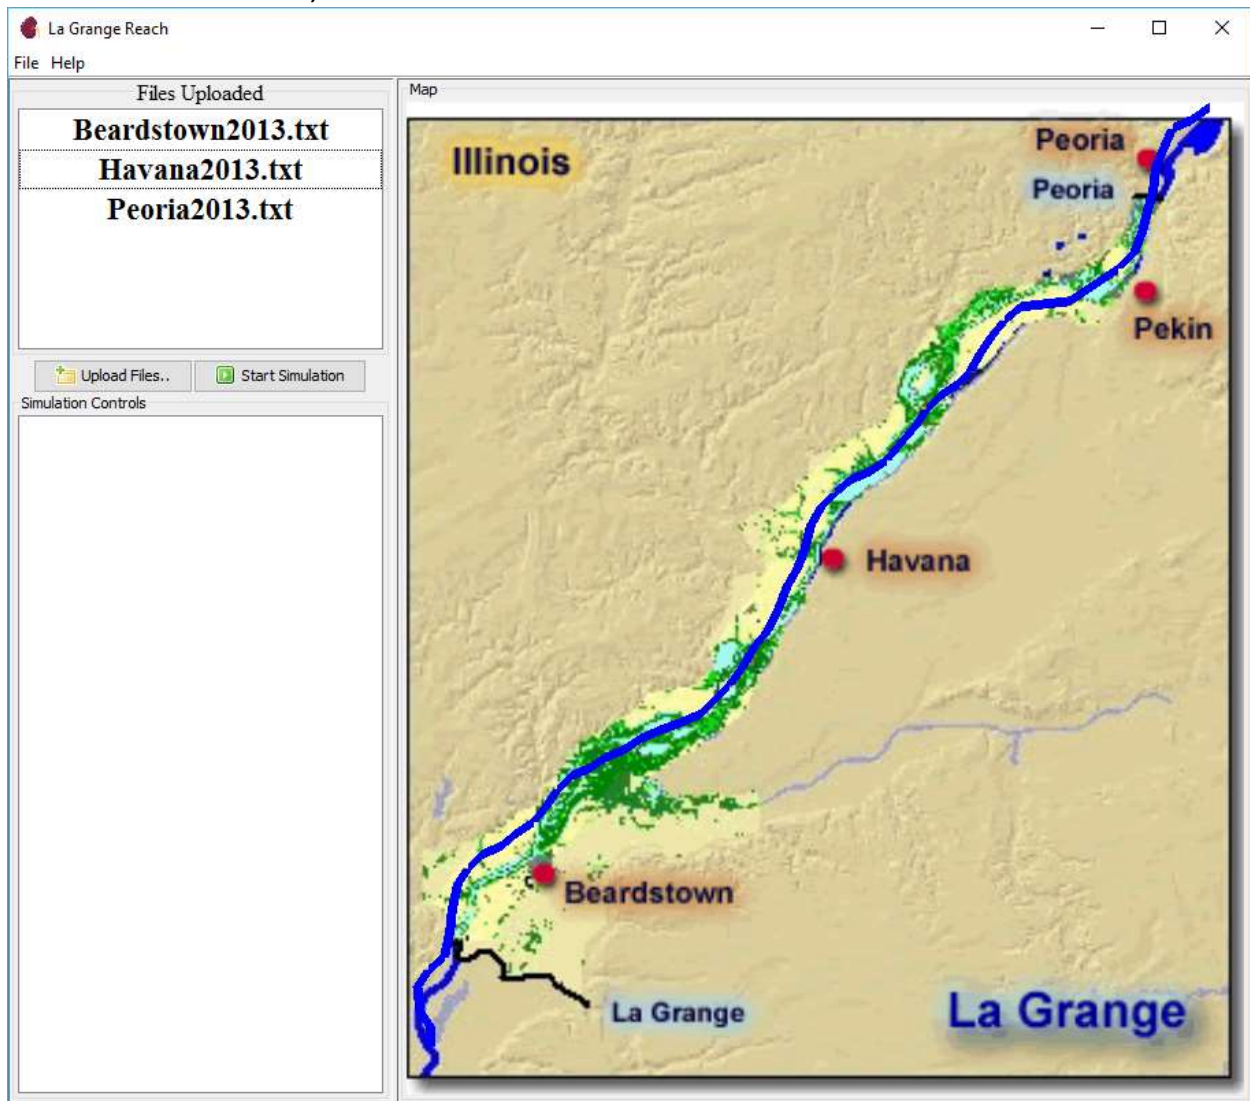 La Grange Reach
File Help
Files Uploaded
Beardstown2013.txt
Havana2013.txt
Peoria2013.txt
Upload Files..
Start Simulation
Simulation Controls
Map
Illinois
Peoria
Peoria
Pekin
Havana
Beardstown
La Grange
La Grange